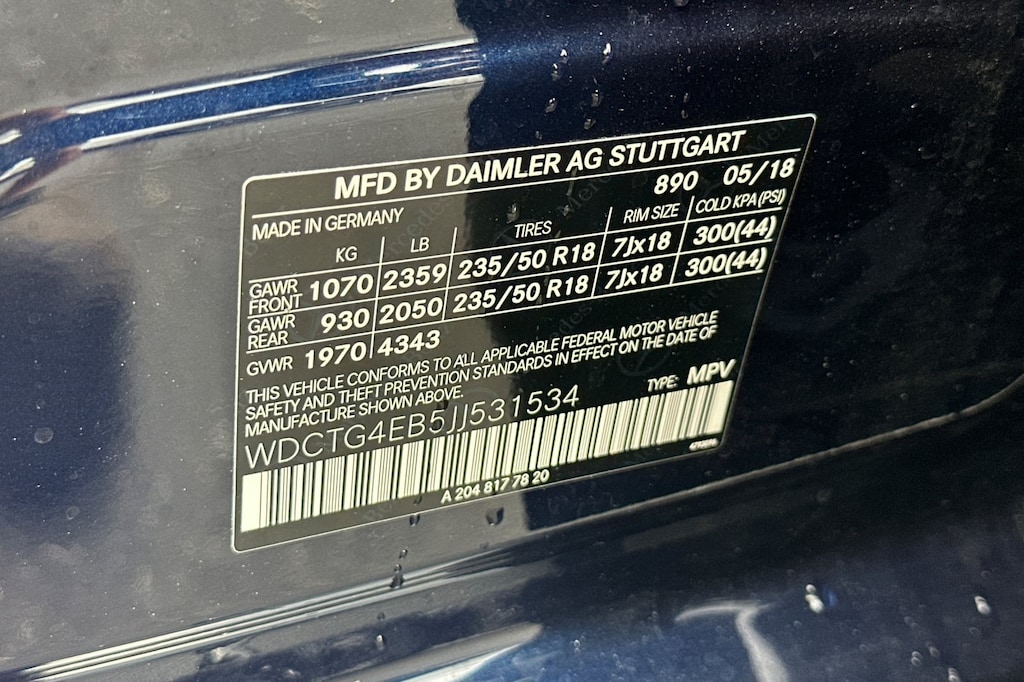 MFD BY DAIMLER AG STUTTGART
890 05/18
MADE IN GERMANY
KG LB TIRES RIM SIZE COLD KPA (PSI)
GAWR FRONT 1070 2359 235/50 R18 7Jx18 300(44)
GAWR REAR 930 2050 235/50 R18 7Jx18 300(44)
GVWR 1970 4343
THIS VEHICLE CONFORMS TO ALL APPLICABLE FEDERAL MOTOR VEHICLE
SAFETY AND THEFT PREVENTION STANDARDS IN EFFECT ON THE DATE OF
MANUFACTURE SHOWN ABOVE.
TYPE: MPV
WDCTG4EB5JJ531534
A 204 817 78 20